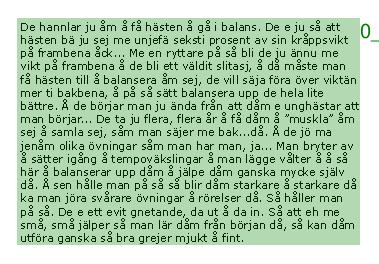 De hannlar ju åm å få hästen å gå i balans. De e ju så att
hästen bä ju sej me unjefä seksti prosent av sin kråppsvikt
på frambena åck... Me en ryttare på så bli de ju ännu me
vikt på frambena å de bli ett väldit slitasj, å då måste man
få hästen till å balansera åm sej, de vill säja föra över viktän
mer ti bakbena, å på så sätt balansera upp de hela lite
bättre. Å de börjar man ju ända från att dåm e unghästar att
man börjar... De ta ju flera, flera år å få dåm å ”muskla” åm
sej å samla sej, såm man säjer me bak...då. Å de jö ma
jenåm olika övningar såm man har man, ja... Man bryter av
å sätter igång å tempoväkslingar å man lägge vålter å å så
här å balanserar upp dåm å jälpe dåm ganska mycke själv
då. Å sen hålle man på så så blir dåm starkare å starkare då
ka man jöra svårare övningar å rörelser då. Så håller man
på så. De e ett evit gnetande, da ut å da in. Så att eh me
små, små jälper så man lär dåm från början då, så kan dåm
utföra ganska så bra grejer mjukt å fint.
0_